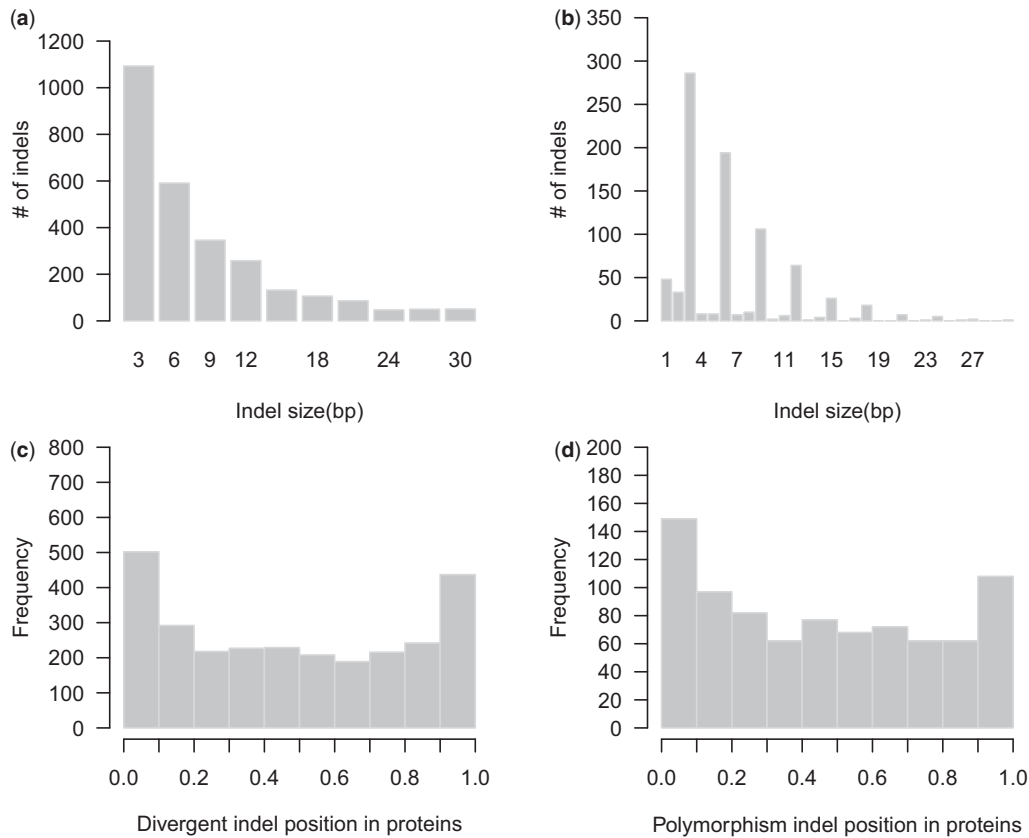 (a)
1200
1000
800
600
400
200
0
# of indels
3 6 9 12 18 24 30
Indel size(bp)
(b)
350
300
250
200
150
100
50
0
# of indels
1 4 7 11 15 19 23 27
Indel size(bp)
(c)
800
700
600
500
400
300
200
100
0
Frequency
0.0 0.2 0.4 0.6 0.8 1.0
Divergent indel position in proteins
(d)
200
180
160
140
120
100
80
60
40
20
0
Frequency
0.0 0.2 0.4 0.6 0.8 1.0
Polymorphism indel position in proteins